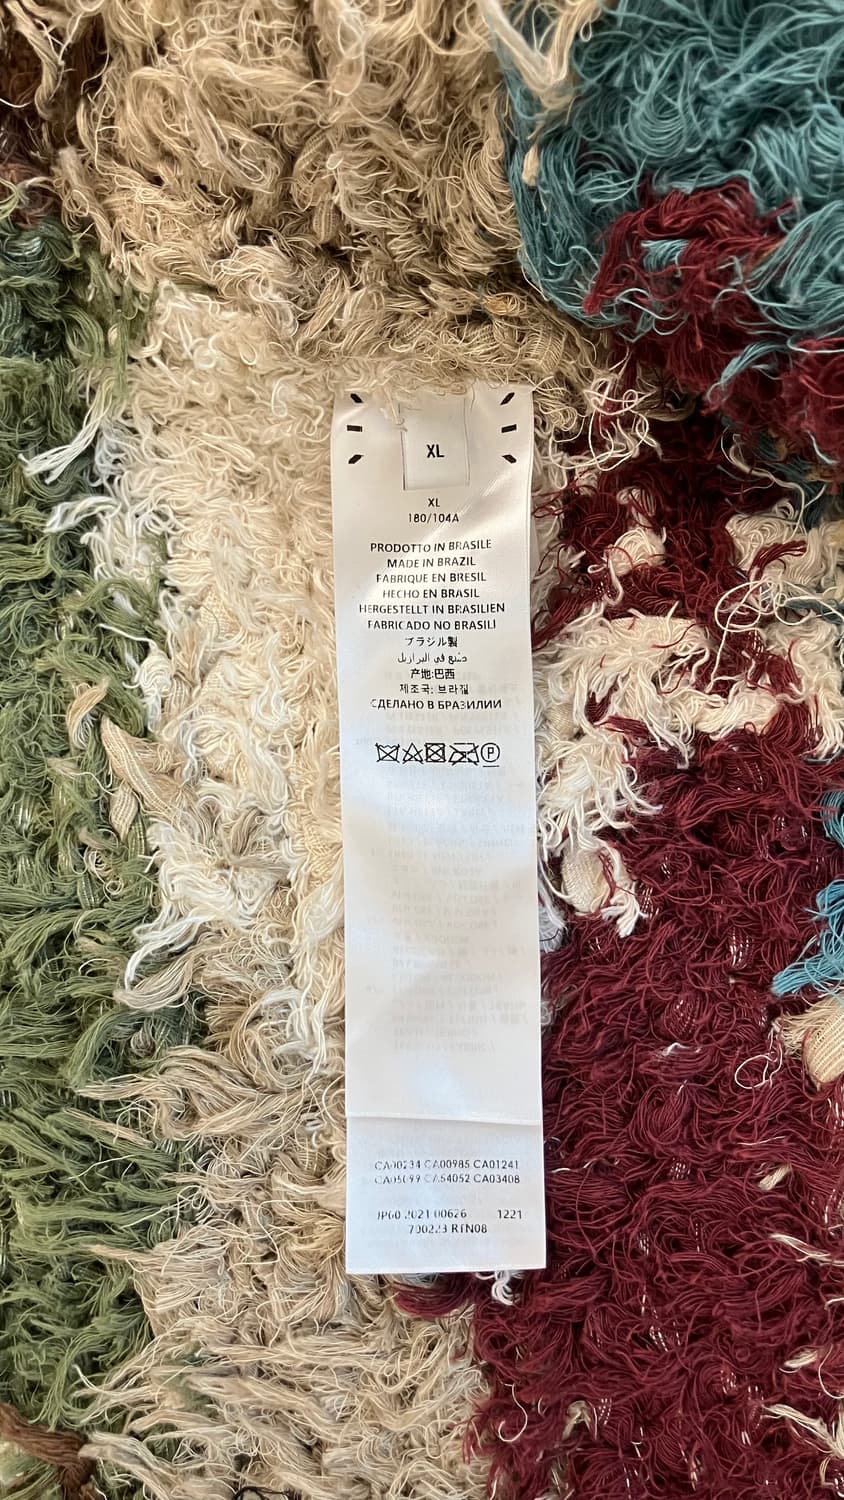 XL
XL
180/104A
PRODOTTO IN BRASILE
MADE IN BRAZIL
FABRIQUE EN BRESIL
HECHO EN BRASIL
HERGESTELLT IN BRASILIEN
FABRICADO NO BRASIL
ブラジル製
صُنع في البرازيل
产地:巴西
제조국: 브라질
СДЕЛАНО В БРАЗИЛИИ
P
CA00234 CA00985 CA01241
CA05099 CA54052 CA03408
JP60 2021 00626 1221
700223 RTN08